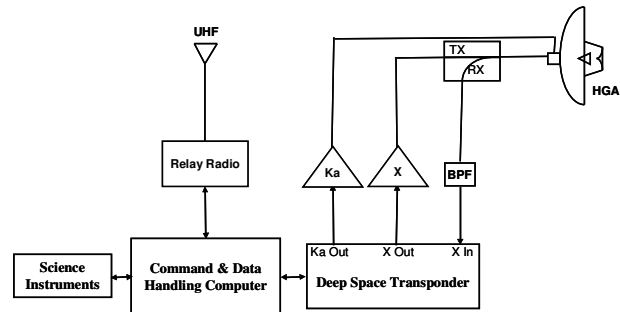 UHF
TX
RX
HGA
Relay Radio
Ka
X
BPF
Ka Out
X Out
X In
Science
Instruments
Command & Data
Handling Computer
Deep Space Transponder